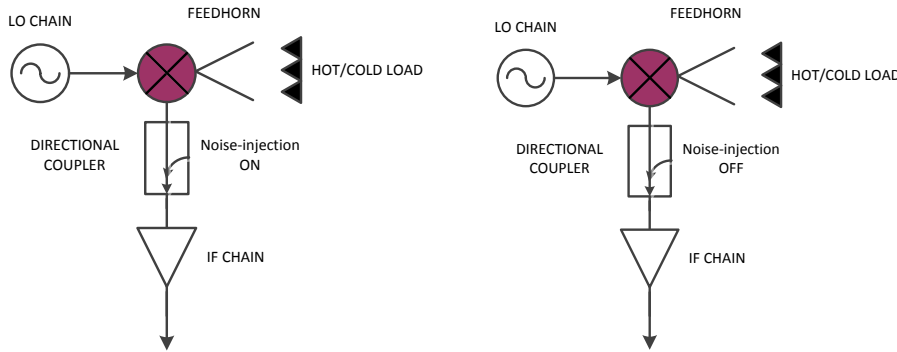 FEEDHORN
LO CHAIN
HOT/COLD LOAD
DIRECTIONAL
COUPLER
Noise-injection
ON
IF CHAIN
FEEDHORN
LO CHAIN
HOT/COLD LOAD
DIRECTIONAL
COUPLER
Noise-injection
OFF
IF CHAIN